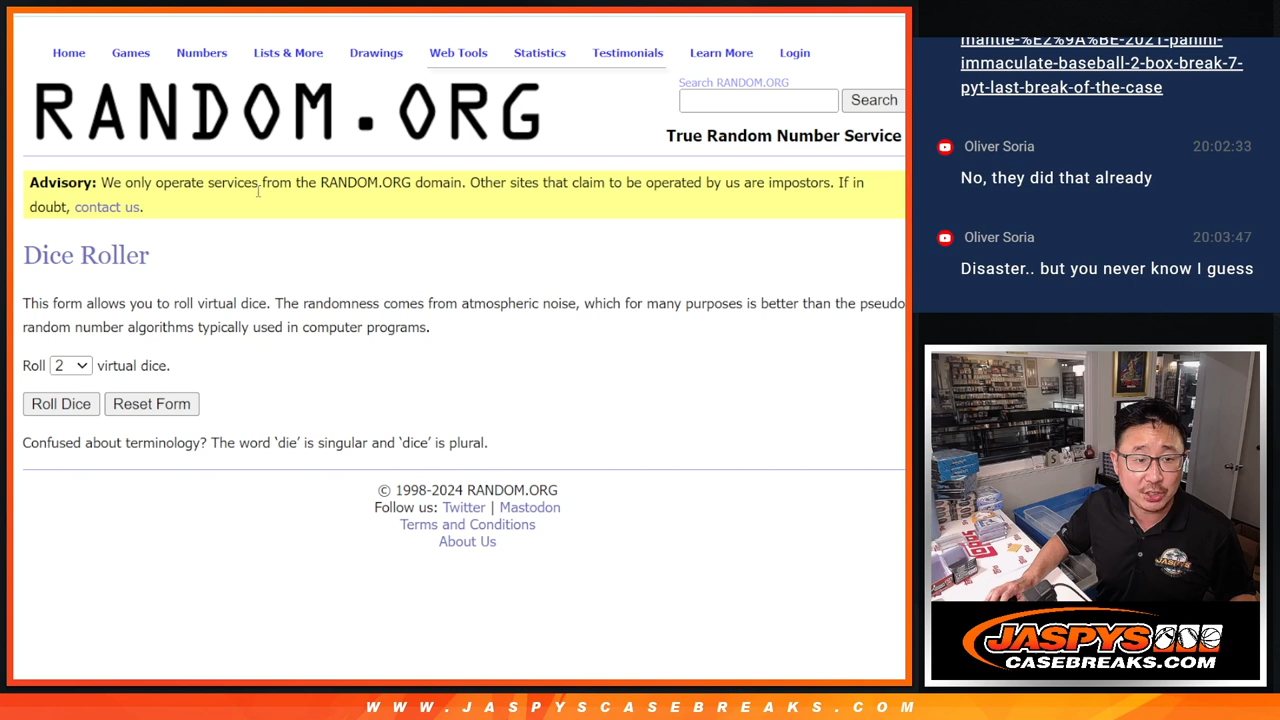 Home
Games
Numbers
Lists & More
Drawings
Web Tools
Statistics
Testimonials
Learn More
Login
RANDOM.ORG
Search RANDOM.ORG
Search
True Random Number Service
Advisory: We only operate services from the RANDOM.ORG domain. Other sites that claim to be operated by us are impostors. If in
doubt, contact us.
Dice Roller
This form allows you to roll virtual dice. The randomness comes from atmospheric noise, which for many purposes is better than the pseudo
random number algorithms typically used in computer programs.
Roll 2 virtual dice.
Roll Dice
Reset Form
Confused about terminology? The word ‘die’ is singular and ‘dice’ is plural.
© 1998-2024 RANDOM.ORG
Follow us: Twitter | Mastodon
Terms and Conditions
About Us
mantle-%E2%9A%BE-2021-panini-
immaculate-baseball-2-box-break-7-
pyt-last-break-of-the-case
Oliver Soria 20:02:33
No, they did that already
Oliver Soria 20:03:47
Disaster.. but you never know I guess
JASPYS
JASPYS
CASEBREAKS.COM
WWW.JASPYSCASEBREAKS.COM